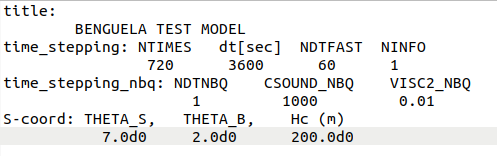 title:
BENGUELA TEST MODEL
time_stepping: NTIMES dt[sec] NDTFAST NINFO
720 3600 60 1
time_stepping_nbq: NDTNBQ CSOUND_NBQ VISC2_NBQ
1 1000 0.01
S-coord: THETA_S, THETA_B, Hc (m)
7.0d0 2.0d0 200.0d0